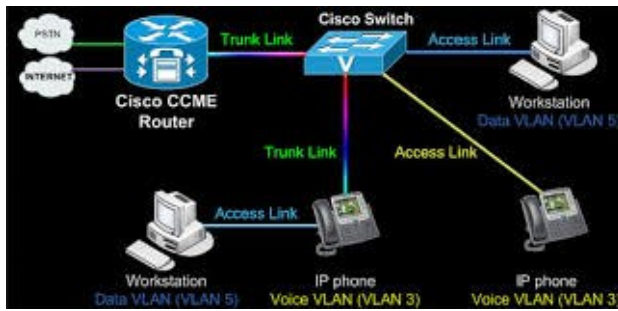 PSTN
INTERNET
Cisco CCME
Router
Trunk Link
Cisco Switch
V
Access Link
Workstation
Data VLAN (VLAN 5)
Trunk Link
Access Link
Access Link
Workstation
Data VLAN (VLAN 5)
IP phone
Voice VLAN (VLAN 3)
IP phone
Voice VLAN (VLAN 3)